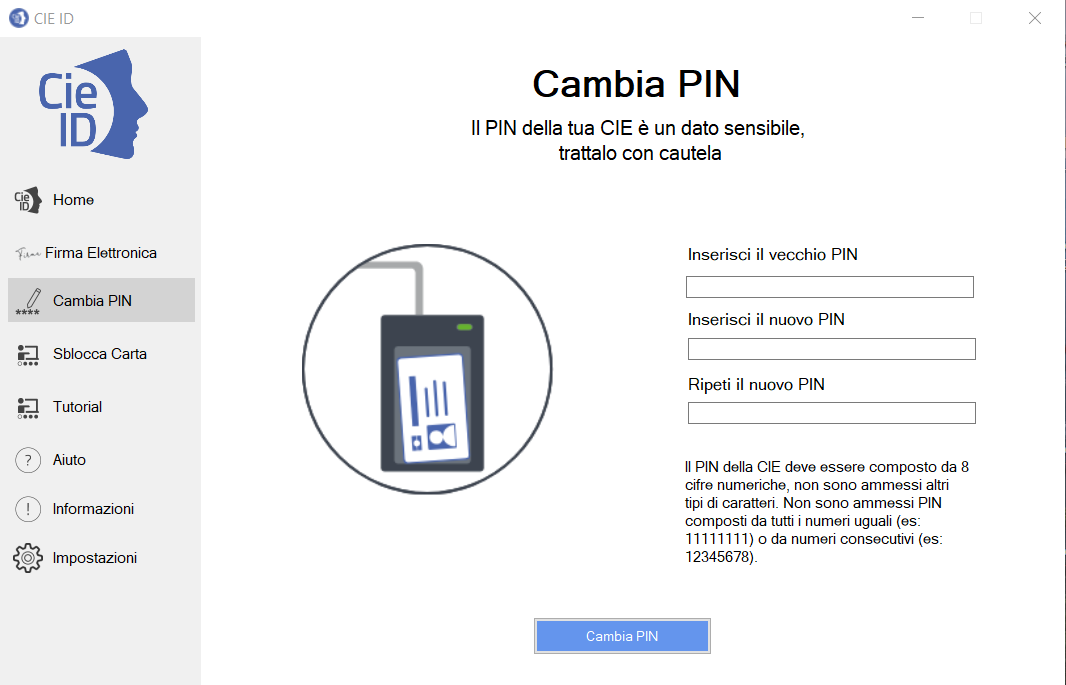 CIE ID
Cie
ID
Cie
ID
Home
Firma
Firma Elettronica
****
Cambia PIN
Sblocca Carta
Tutorial
?
Aiuto
!
Informazioni
Impostazioni
Cambia PIN
Il PIN della tua CIE è un dato sensibile,
trattalo con cautela
Inserisci il vecchio PIN
Inserisci il nuovo PIN
Ripeti il nuovo PIN
Il PIN della CIE deve essere composto da 8
cifre numeriche, non sono ammessi altri
tipi di caratteri. Non sono ammessi PIN
composti da tutti i numeri uguali (es:
11111111) o da numeri consecutivi (es:
12345678).
Cambia PIN